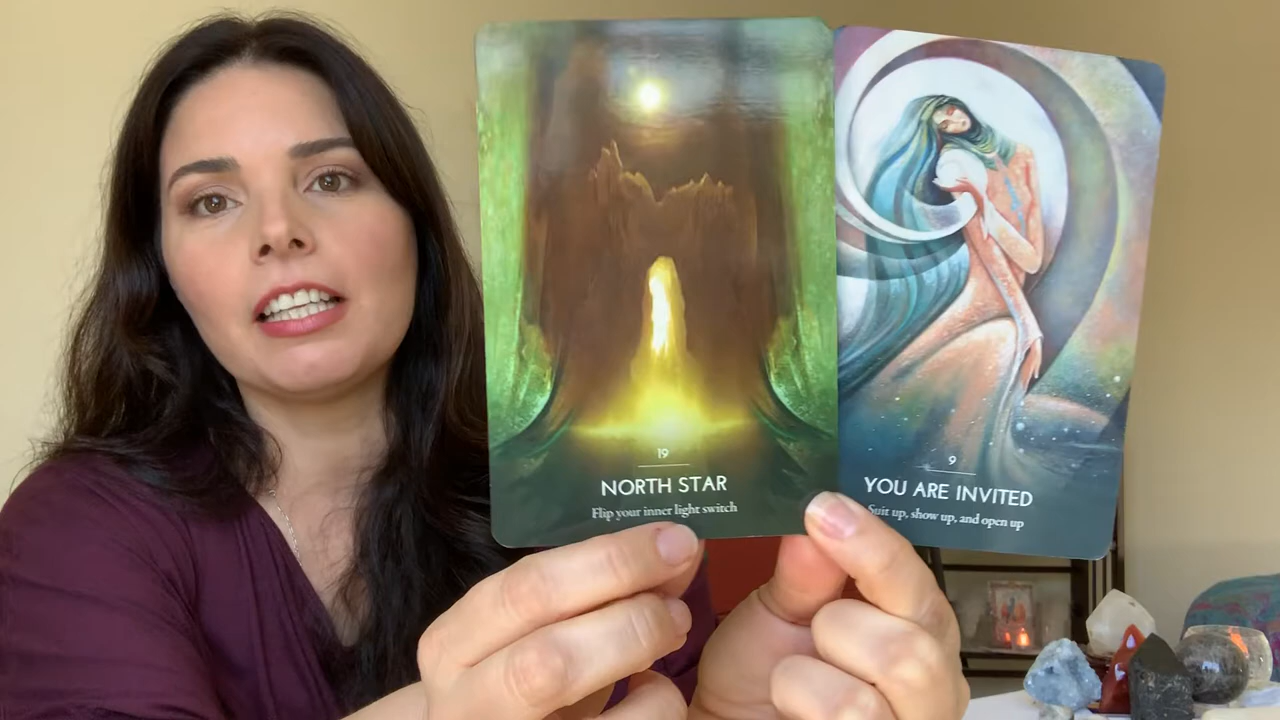 19
NORTH STAR
Flip your inner light switch
9
YOU ARE INVITED
Suit up, show up, and open up